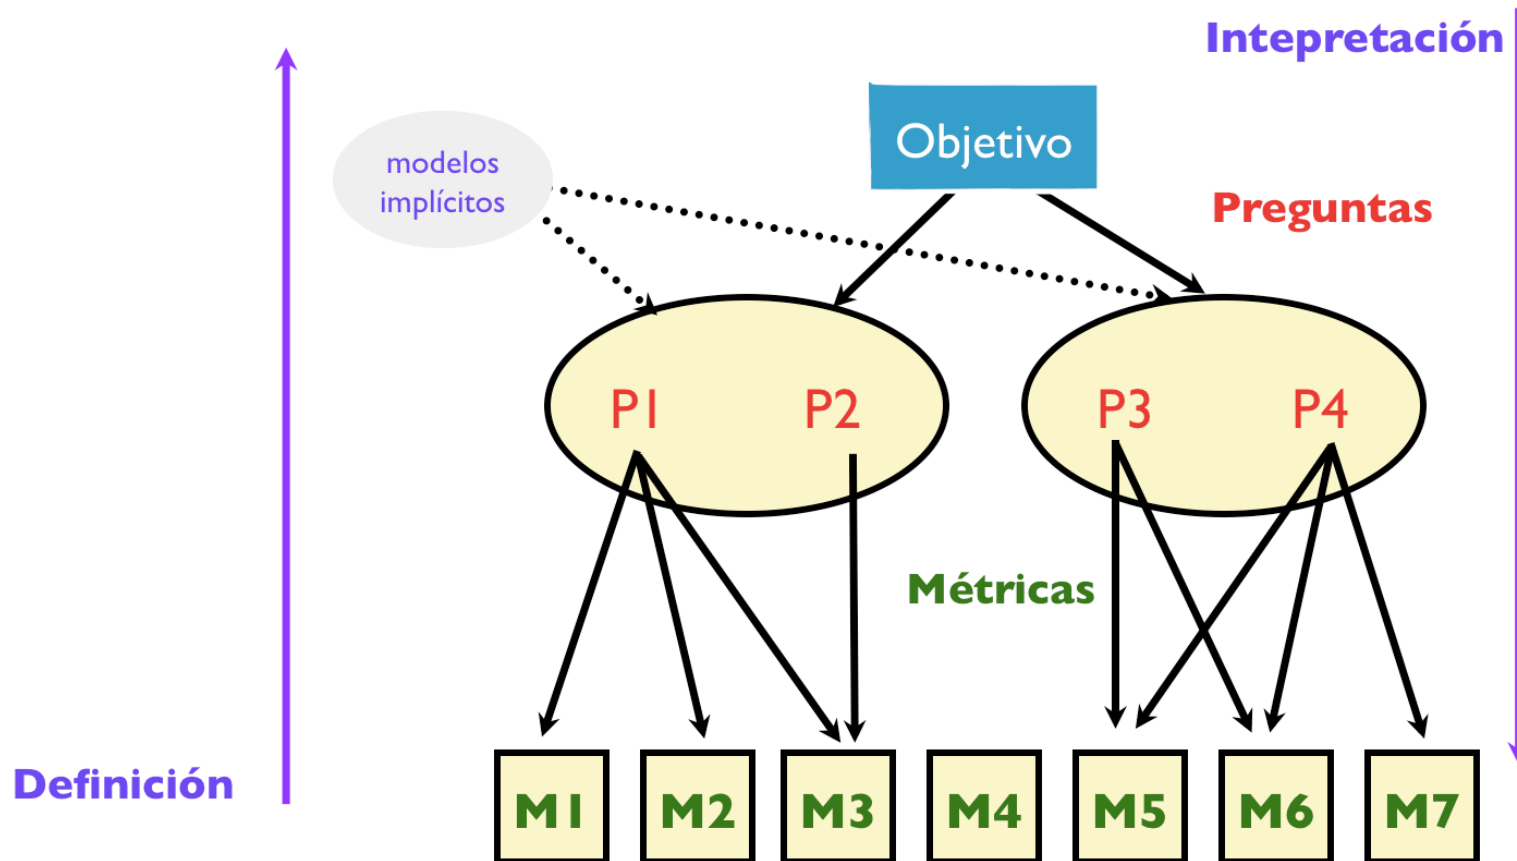 Intepretación
Objetivo
modelos
implícitos
Preguntas
P1 P2 P3 P4
Métricas
Definición
M1 M2 M3 M4 M5 M6 M7